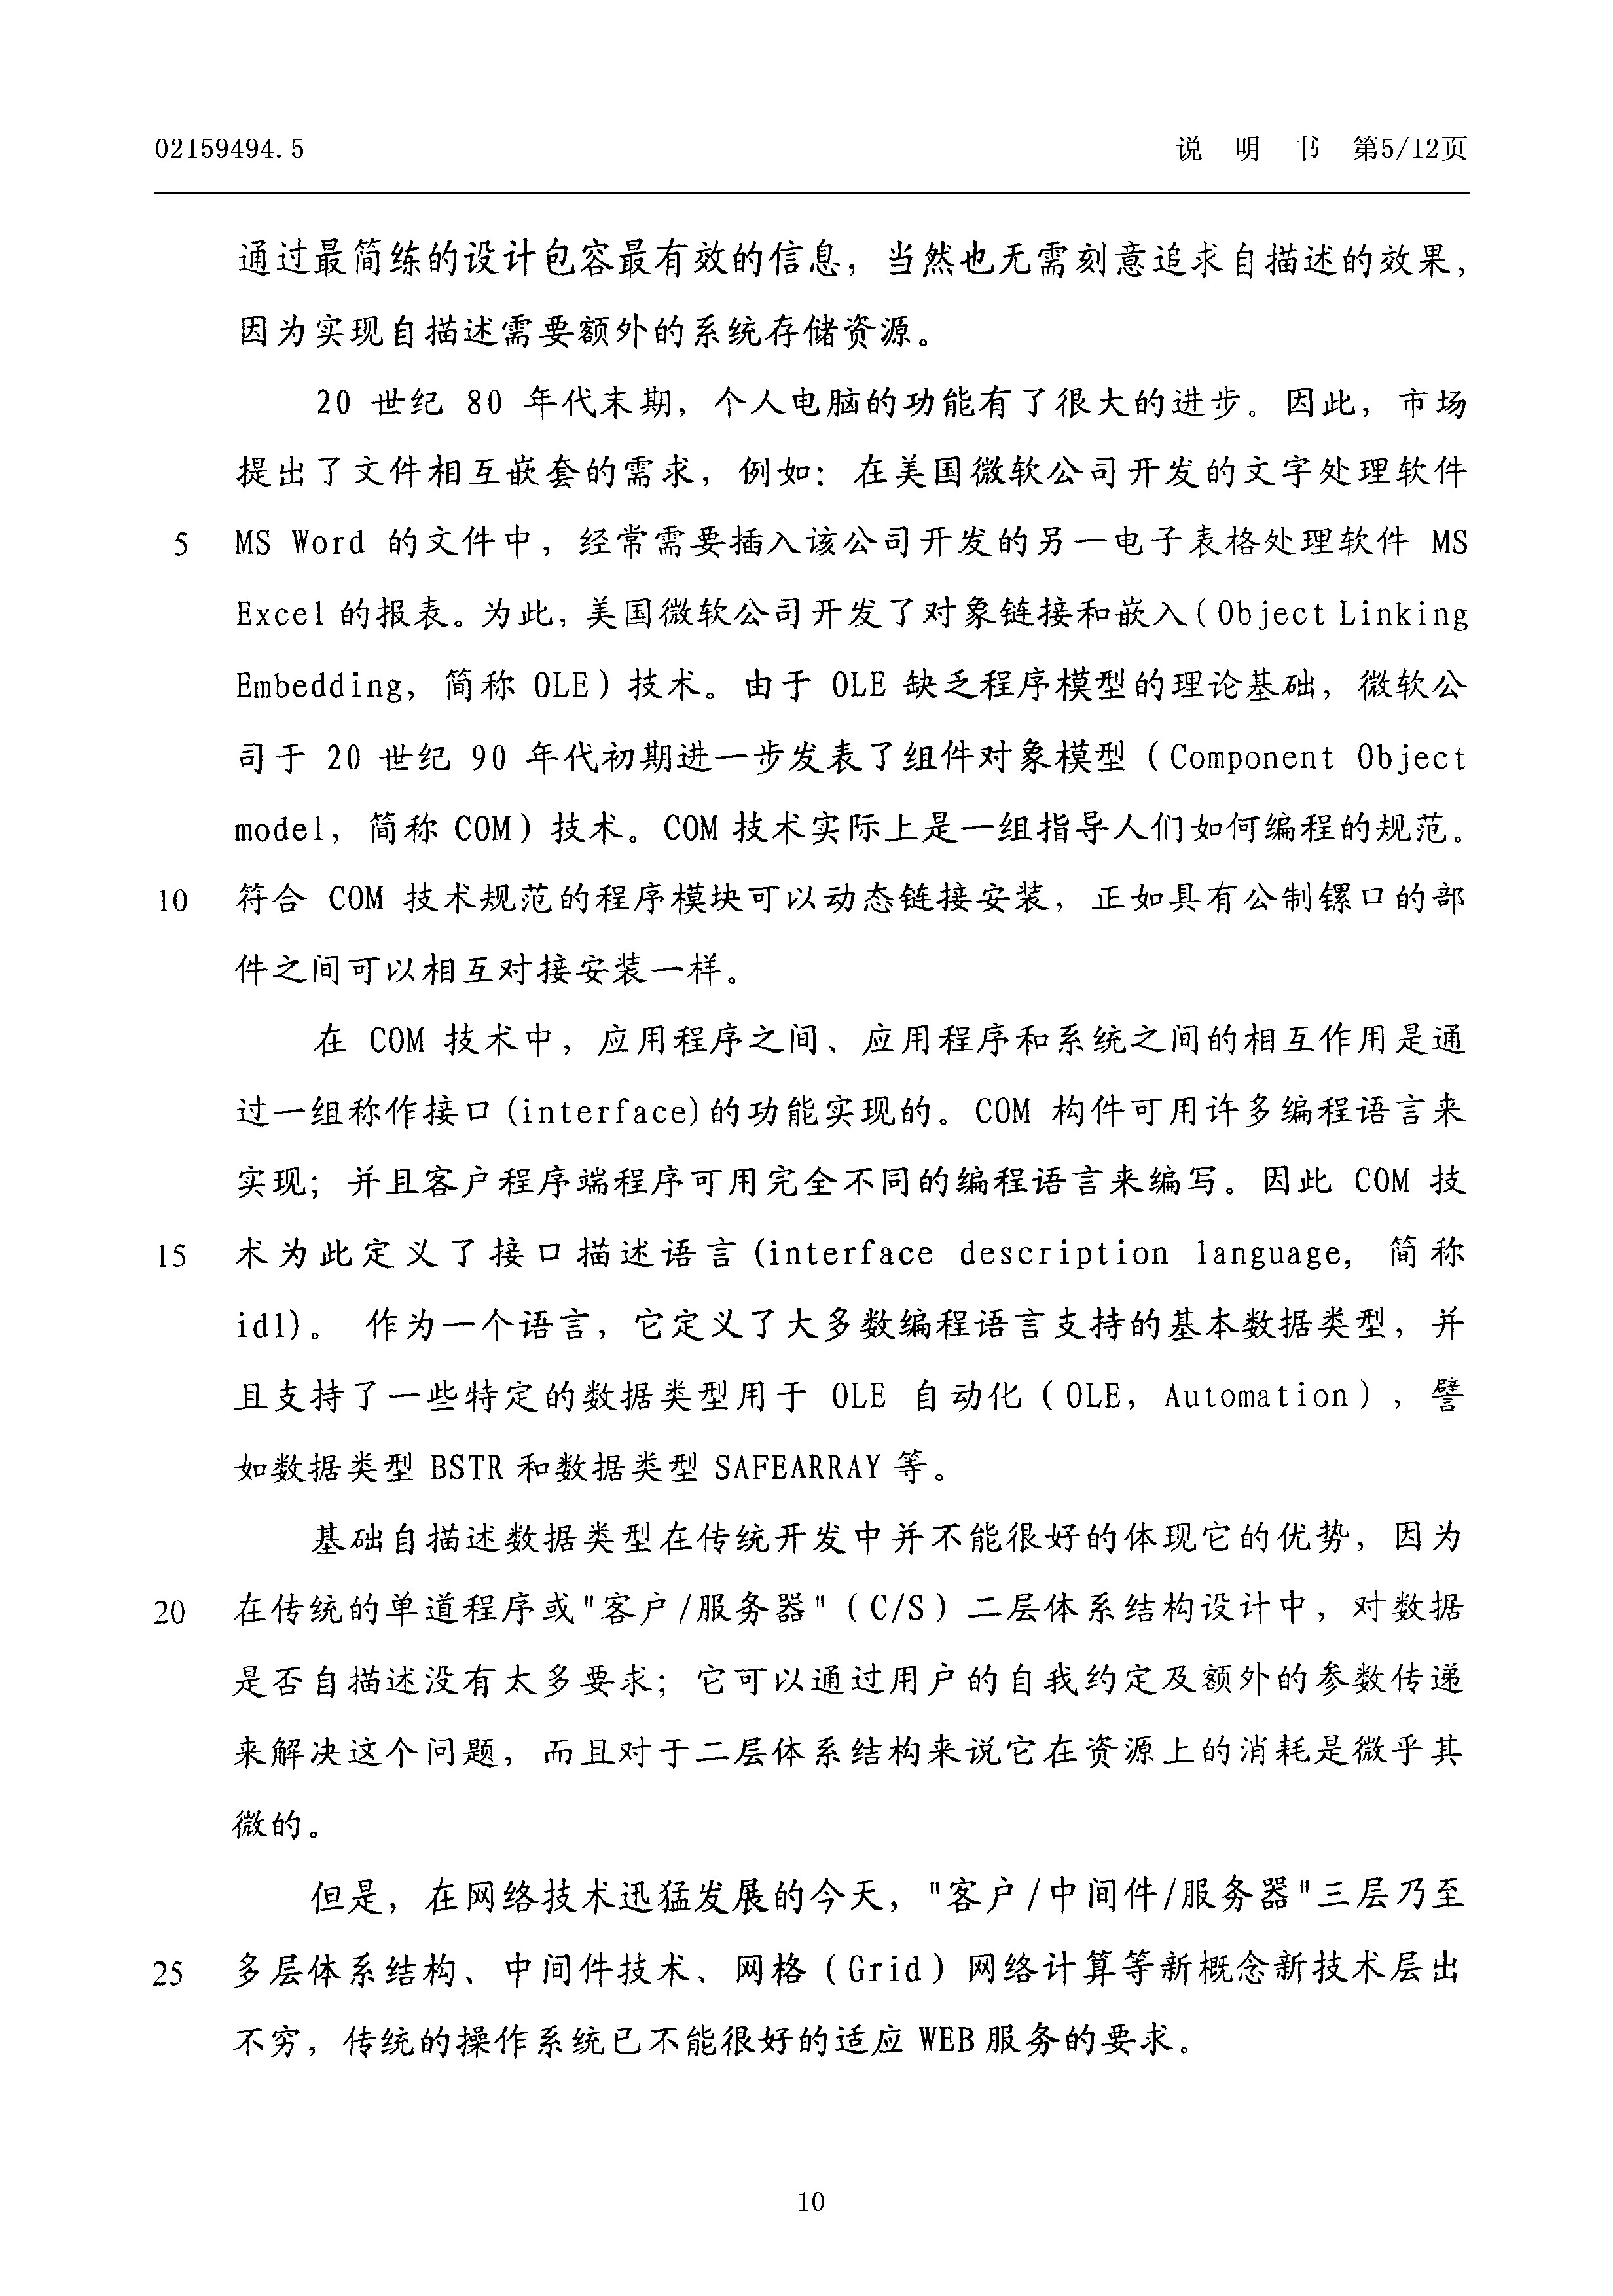 02159494.5 说 明 书 第5/12页
通过最简练的设计包容最有效的信息，当然也无需刻意追求自描述的效果，
因为实现自描述需要额外的系统存储资源。
20 世纪 80 年代末期，个人电脑的功能有了很大的进步。因此，市场
提出了文件相互嵌套的需求，例如：在美国微软公司开发的文字处理软件
5 MS Word 的文件中，经常需要插入该公司开发的另一电子表格处理软件 MS
Excel 的报表。为此，美国微软公司开发了对象链接和嵌入(Object Linking
Embedding，简称 OLE）技术。由于 OLE 缺乏程序模型的理论基础，微软公
司于 20 世纪 90 年代初期进一步发表了组件对象模型（Component Object
model，简称 COM）技术。COM 技术实际上是一组指导人们如何编程的规范。
10 符合 COM 技术规范的程序模块可以动态链接安装，正如具有公制镙口的部
件之间可以相互对接安装一样。
在 COM 技术中，应用程序之间、应用程序和系统之间的相互作用是通
过一组称作接口(interface)的功能实现的。COM 构件可用许多编程语言来
实现；并且客户程序端程序可用完全不同的编程语言来编写。因此 COM 技
15 术为此定义了接口描述语言(interface description language, 简称
idl)。 作为一个语言，它定义了大多数编程语言支持的基本数据类型，并
且支持了一些特定的数据类型用于 OLE 自动化（OLE，Automation），譬
如数据类型 BSTR 和数据类型 SAFEARRAY 等。
基础自描述数据类型在传统开发中并不能很好的体现它的优势，因为
20 在传统的单道程序或"客户/服务器"（C/S）二层体系结构设计中，对数据
是否自描述没有太多要求；它可以通过用户的自我约定及额外的参数传递
来解决这个问题，而且对于二层体系结构来说它在资源上的消耗是微乎其
微的。
但是，在网络技术迅猛发展的今天，"客户/中间件/服务器"三层乃至
25 多层体系结构、中间件技术、网格（Grid）网络计算等新概念新技术层出
不穷，传统的操作系统已不能很好的适应 WEB 服务的要求。
10